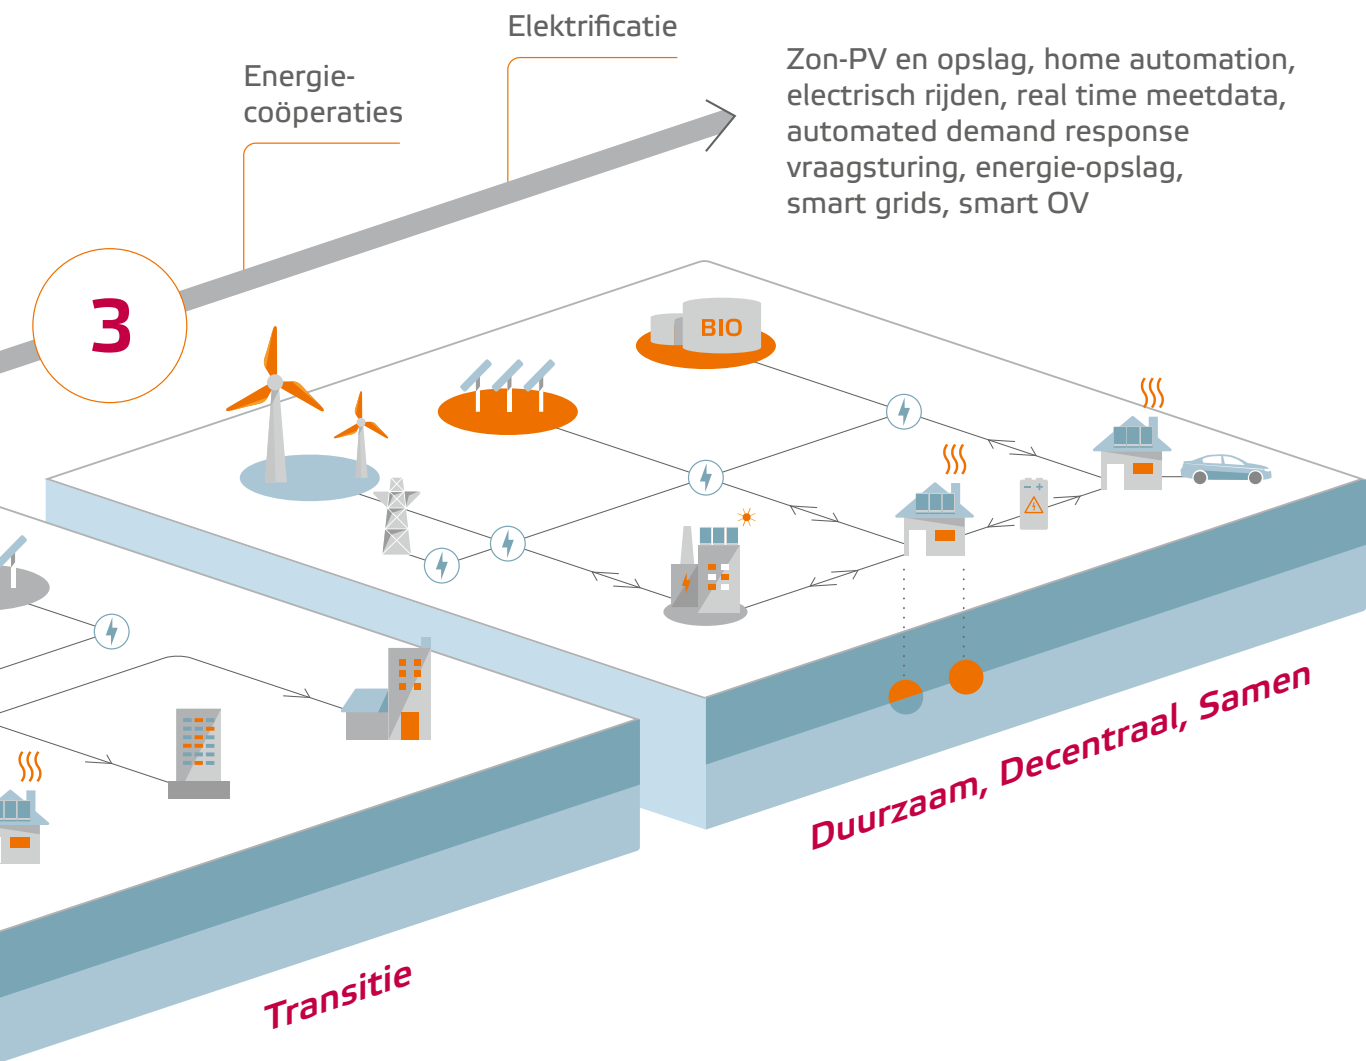 Elektrificatie
Energie-
coöperaties
Zon-PV en opslag, home automation,
electrisch rijden, real time meetdata,
automated demand response
vraagsturing, energie-opslag,
smart grids, smart OV
3
BIO
- +
Duurzaam, Decentraal, Samen
Transitie